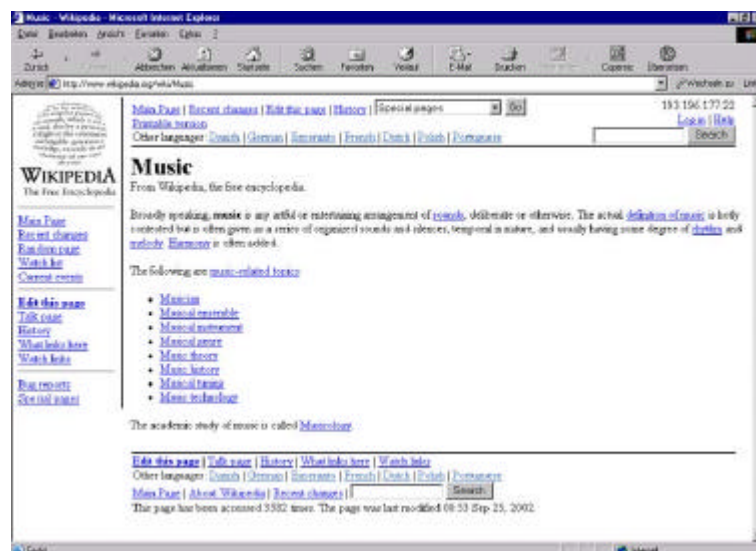 Music - Wikipedia - Microsoft Internet Explorer
Datei Bearbeiten Ansicht Favoriten Extras ?
Zurück Abbrechen Aktualisieren Startseite Suchen Favoriten Verlauf E-Mail Drucken Copernic Übersetzen
Adresse http://www.wikipedia.org/wiki/Music Wechseln zu Links
Main Page | Recent changes | Edit this page | History | Special pages Go
Printable version
Other languages: Danish | German | Esperanto | French | Dutch | Polish | Portuguese
193.196.177.22
Log in | Help
Search
WIKIPEDIA
The Free Encyclopedia
Main Page
Recent changes
Random page
Watch list
Current events
Edit this page
Talk page
History
What links here
Watch links
Bug reports
Special pages
Music
From Wikipedia, the free encyclopedia.
Broadly speaking, music is any artful or entertaining arrangement of sounds, deliberate or otherwise. The actual definition of music is hotly
contested but is often given as a series of organized sounds and silences, temporal in nature, and usually having some degree of rhythm and
melody. Harmony is often added.
The following are music-related topics
Musician
Musical ensemble
Musical instrument
Musical genre
Music theory
Music history
Musical tuning
Music technology
The academic study of music is called Musicology.
Edit this page | Talk page | History | What links here | Watch links
Other languages: Danish | German | Esperanto | French | Dutch | Polish | Portuguese
Main Page | About Wikipedia | Recent changes | Search
This page has been accessed 3382 times. The page was last modified 08:53 Sep 25, 2002.
Fertig Internet